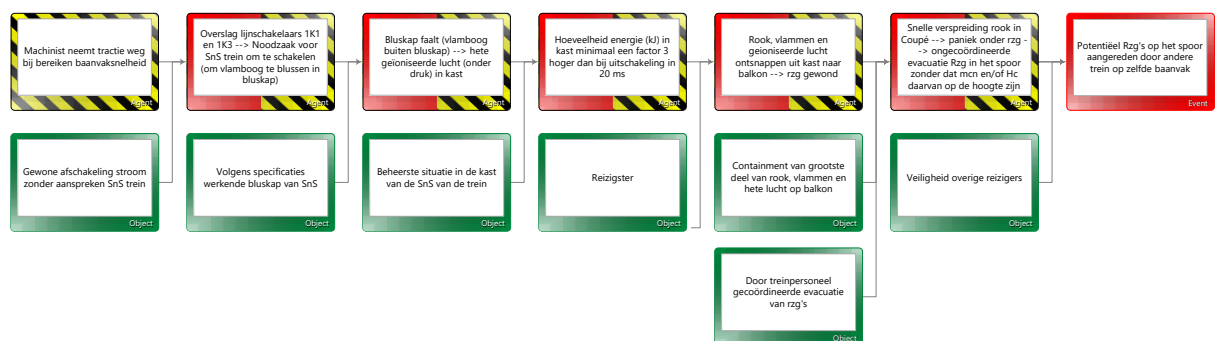 Machinist neemt tractie weg
bij bereiken baanvaksnelheid
Agent
Overslag lijnschakelaars 1K1
en 1K3 --> Noodzaak voor
SnS trein om te schakelen
(om vlamboog te blussen in
bluskap)
Agent
Bluskap faalt (vlamboog
buiten bluskap) --> hete
geïoniseerde lucht (onder
druk) in kast
Agent
Hoeveelheid energie (kJ) in
kast minimaal een factor 3
hoger dan bij uitschakeling in
20 ms
Agent
Rook, vlammen en
geioniseerde lucht
ontsnappen uit kast naar
balkon --> rzg gewond
Agent
Snelle verspreiding rook in
Coupé --> paniek onder rzg -
-> ongecoördineerde
evacuatie Rzg in het spoor
zonder dat mcn en/of Hc
daarvan op de hoogte zijn
Agent
Potentiëel Rzg's op het spoor
aangereden door andere
trein op zelfde baanvak
Event
Gewone afschakeling stroom
zonder aanspreken SnS trein
Object
Volgens specificaties
werkende bluskap van SnS
Object
Beheerste situatie in de kast
van de SnS van de trein
Object
Reizigster
Object
Containment van grootste
deel van rook, vlammen en
hete lucht op balkon
Object
Veiligheid overige reizigers
Object
Door treinpersoneel
gecoördineerde evacuatie
van rzg's
Object